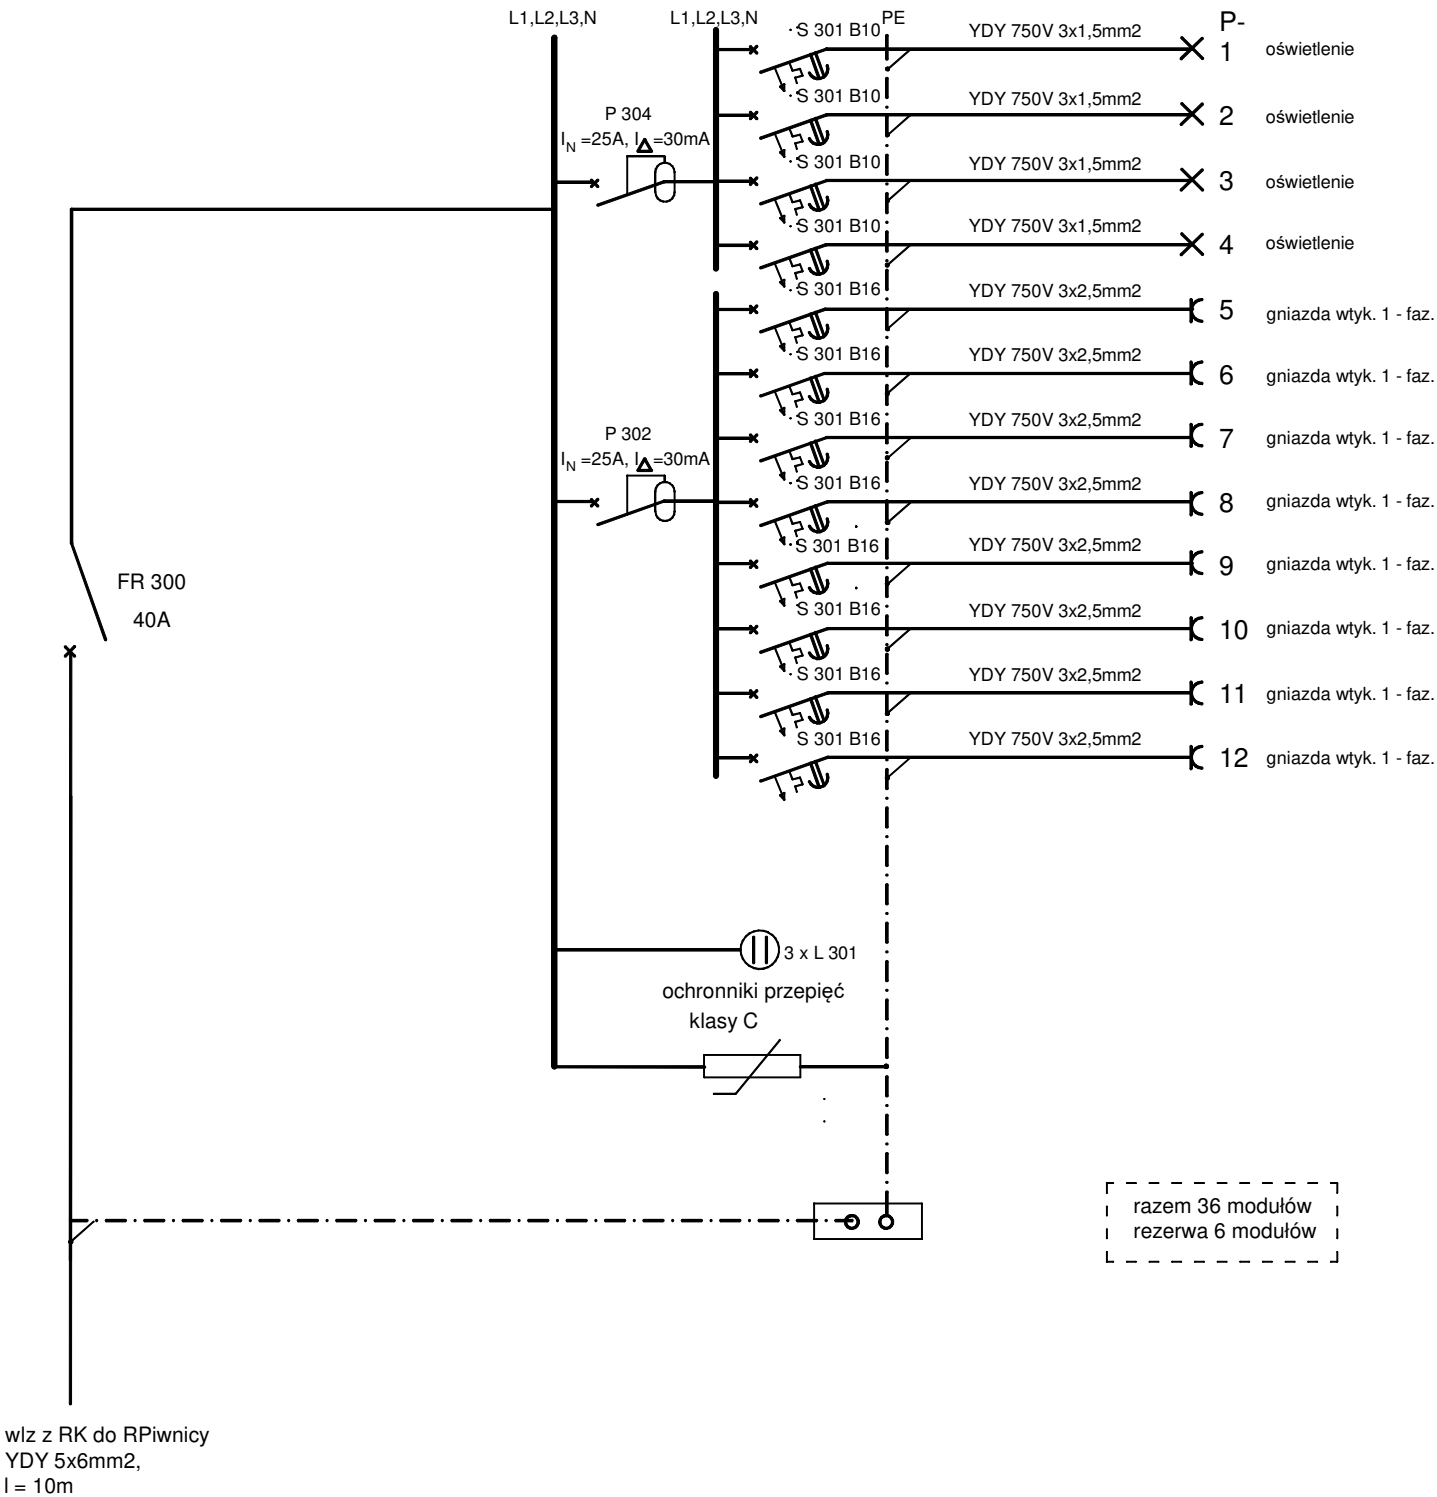 L1,L2,L3,N
L1,L2,L3,N
PE
P-
S 301 B10
YDY 750V 3x1,5mm2
1
oświetlenie
S 301 B10
YDY 750V 3x1,5mm2
2
oświetlenie
P 304
I N =25A, I Δ =30mA
S 301 B10
YDY 750V 3x1,5mm2
3
oświetlenie
S 301 B10
YDY 750V 3x1,5mm2
4
oświetlenie
S 301 B16
YDY 750V 3x2,5mm2
5
gniazda wtyk. 1 - faz.
S 301 B16
YDY 750V 3x2,5mm2
6
gniazda wtyk. 1 - faz.
S 301 B16
YDY 750V 3x2,5mm2
7
gniazda wtyk. 1 - faz.
P 302
I N =25A, I Δ =30mA
S 301 B16
YDY 750V 3x2,5mm2
8
gniazda wtyk. 1 - faz.
S 301 B16
YDY 750V 3x2,5mm2
9
gniazda wtyk. 1 - faz.
S 301 B16
YDY 750V 3x2,5mm2
10
gniazda wtyk. 1 - faz.
S 301 B16
YDY 750V 3x2,5mm2
11
gniazda wtyk. 1 - faz.
S 301 B16
YDY 750V 3x2,5mm2
12
gniazda wtyk. 1 - faz.
FR 300
40A
3 x L 301
ochronniki przepięć
klasy C
razem 36 modułów
rezerwa 6 modułów
wlz z RK do RPiwnicy
YDY 5x6mm2,
l = 10m